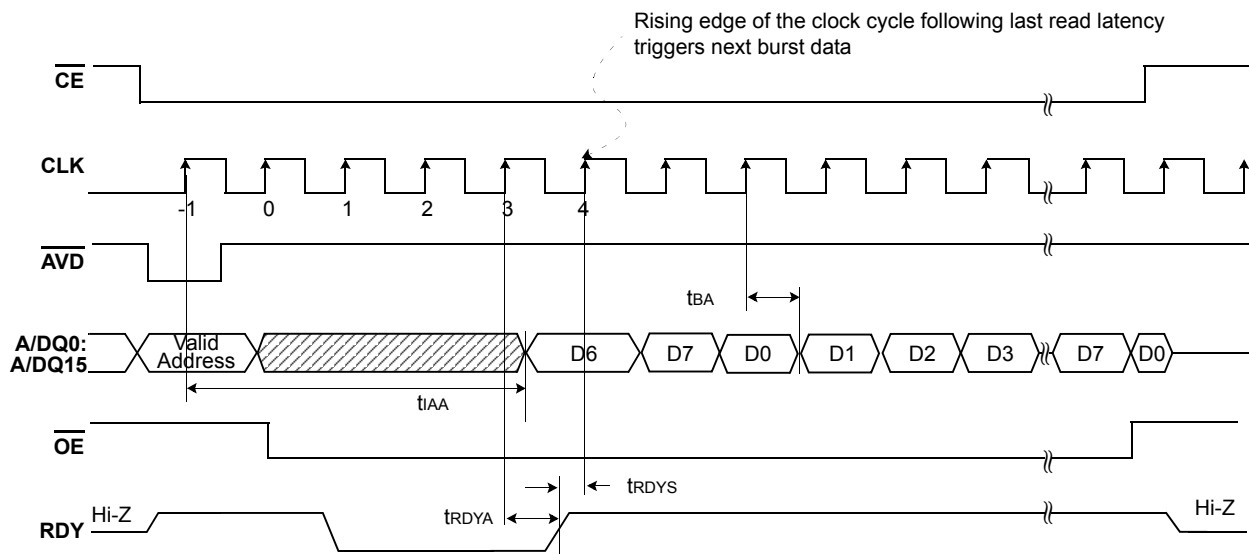 Rising edge of the clock cycle following last read latency
triggers next burst data
CE
CLK
-1 0 1 2 3 4
AVD
tBA
A/DQ0:
A/DQ15
Valid
Address
D6 D7 D0 D1 D2 D3 D7 D0
tIAA
OE
tRDYS
Hi-Z
tRDYA
Hi-Z
RDY